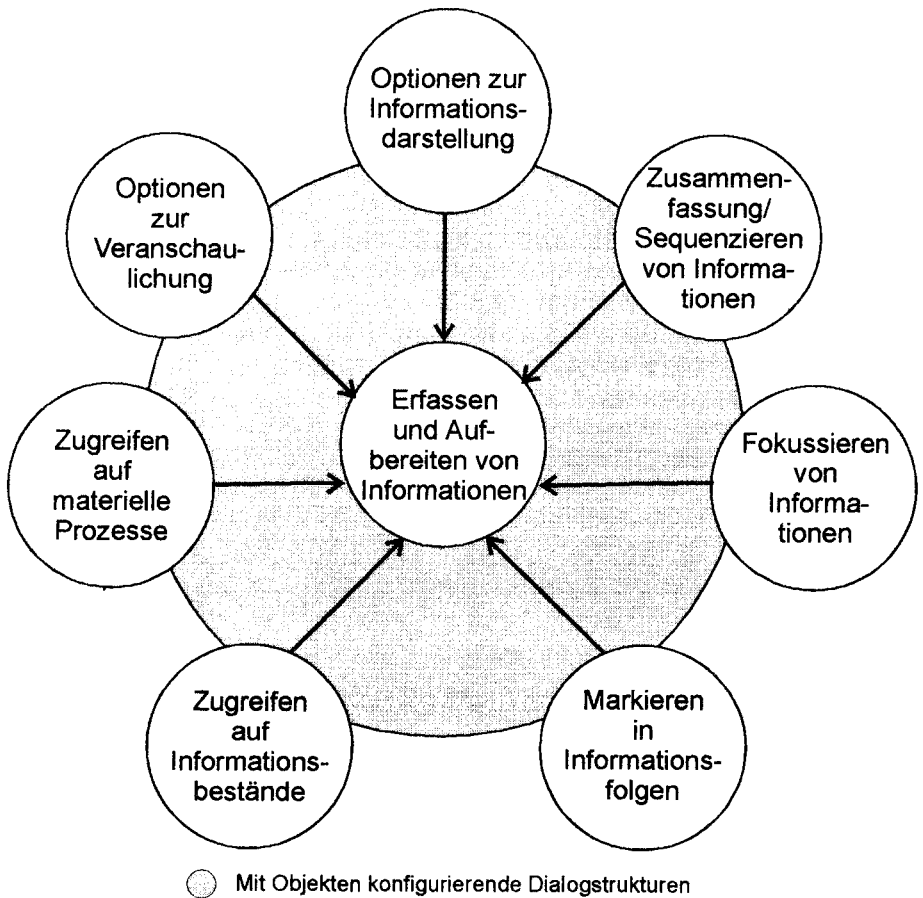 Optionen zur
Informations-
darstellung
Zusammen-
fassung/
Sequenzieren
von Informa-
tionen
Fokussieren
von
Informa-
tionen
Markieren
in
Informations-
folgen
Zugreifen
auf
Informations-
bestände
Zugreifen
auf
materielle
Prozesse
Optionen
zur
Veranschau-
lichung
Erfassen
und Auf-
bereiten von
Informationen
Mit Objekten konfigurierende Dialogstrukturen